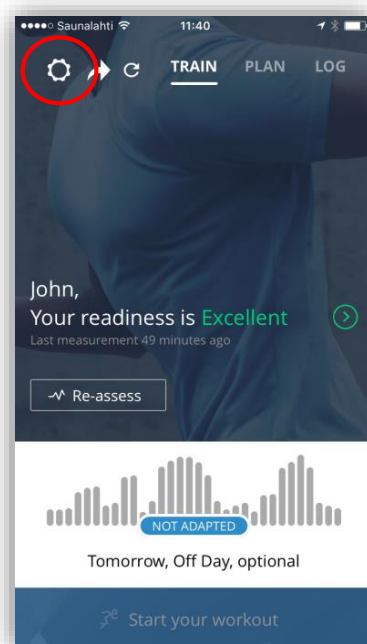 Saunalahti 11:40
TRAIN PLAN LOG
John,
Your readiness is Excellent
Last measurement 49 minutes ago
Re-assess
NOT ADAPTED
Tomorrow, Off Day, optional
Start your workout